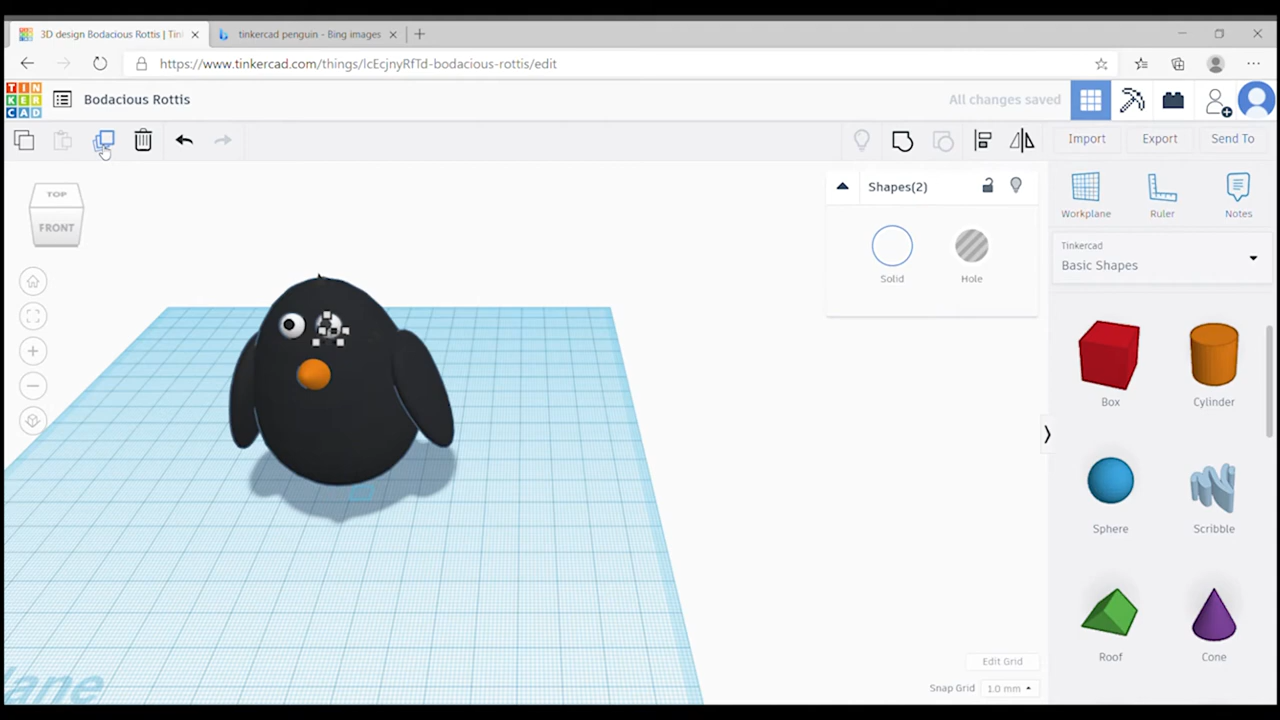 3D design Bodacious Rottis | Tin
tinkercad penguin - Bing images
https://www.tinkercad.com/things/lcEcjnyRfTd-bodacious-rottis/edit
TIN
KER
CAD
Bodacious Rottis
All changes saved
Import
Export
Send To
TOP
FRONT
Shapes(2)
Solid
Hole
Workplane
Ruler
Notes
Tinkercad
Basic Shapes
Box
Cylinder
Sphere
Scribble
Roof
Cone
Edit Grid
Snap Grid
1.0 mm
lane